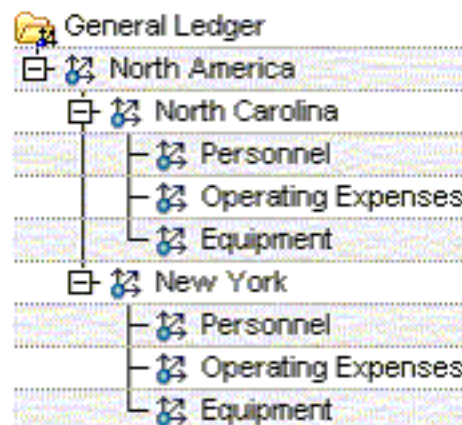 General Ledger
North America
North Carolina
Personnel
Operating Expenses
Equipment
New York
Personnel
Operating Expenses
Equipment